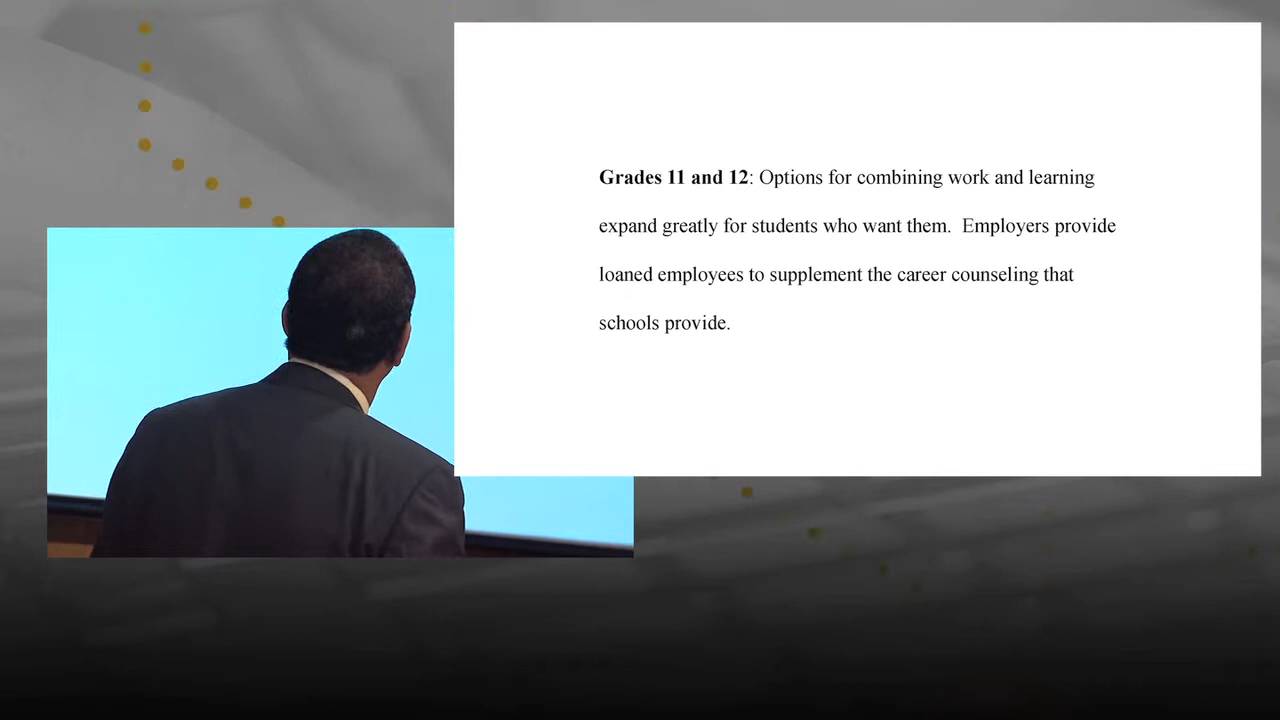 Grades 11 and 12: Options for combining work and learning
expand greatly for students who want them.  Employers provide
loaned employees to supplement the career counseling that
schools provide.